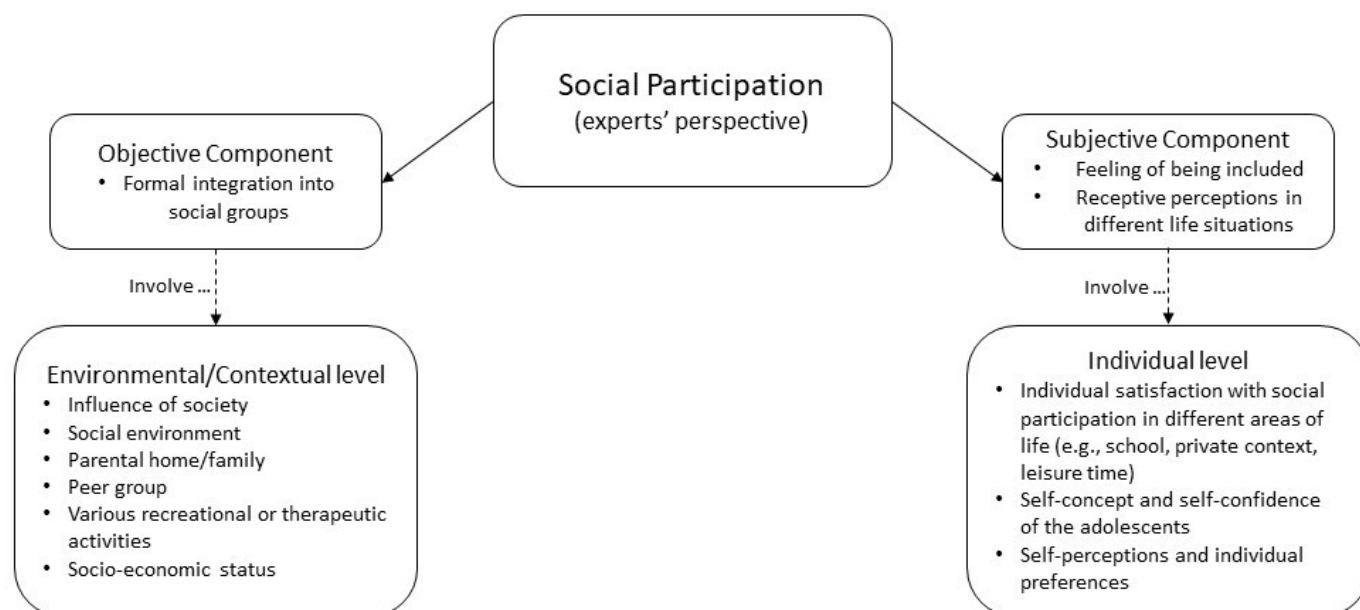 Social Participation
(experts' perspective)
Objective Component
• Formal integration into
social groups
Subjective Component
• Feeling of being included
• Receptive perceptions in
different life situations
Involve ...
Involve ...
Environmental/Contextual level
• Influence of society
• Social environment
• Parental home/family
• Peer group
• Various recreational or therapeutic
activities
• Socio-economic status
Individual level
• Individual satisfaction with social
participation in different areas of
life (e.g., school, private context,
leisure time)
• Self-concept and self-confidence
of the adolescents
• Self-perceptions and individual
preferences